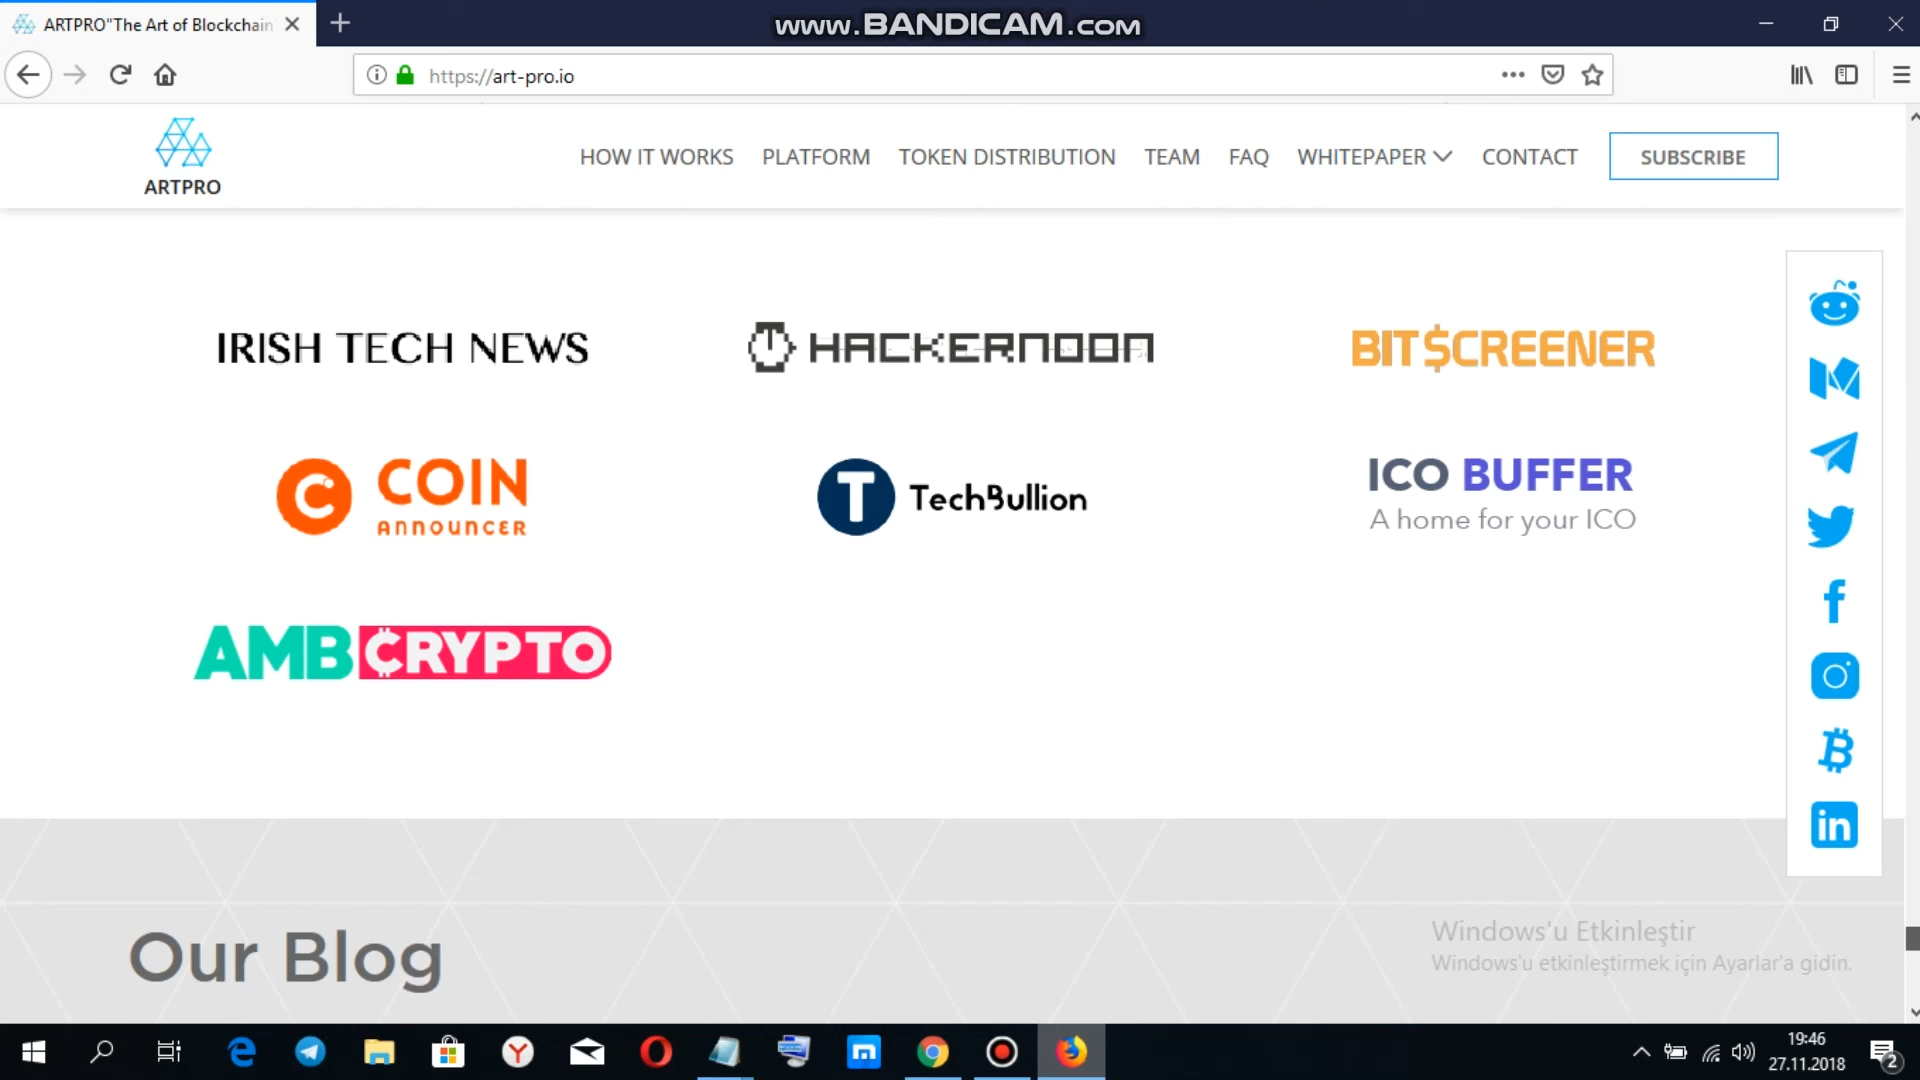 ARTPRO"The Art of Blockchain
www.BANDICAM.com
https://art-pro.io
ARTPRO
HOW IT WORKS
PLATFORM
TOKEN DISTRIBUTION
TEAM
FAQ
WHITEPAPER
CONTACT
SUBSCRIBE
IRISH TECH NEWS
HACKERNOON
BIT$CREENER
COIN
ANNOUNCER
TechBullion
ICO BUFFER
A home for your ICO
AMBCRYPTO
Our Blog
Windows'u Etkinleştir
Windows'u etkinleştirmek için Ayarlar'a gidin.
19:46
27.11.2018
2